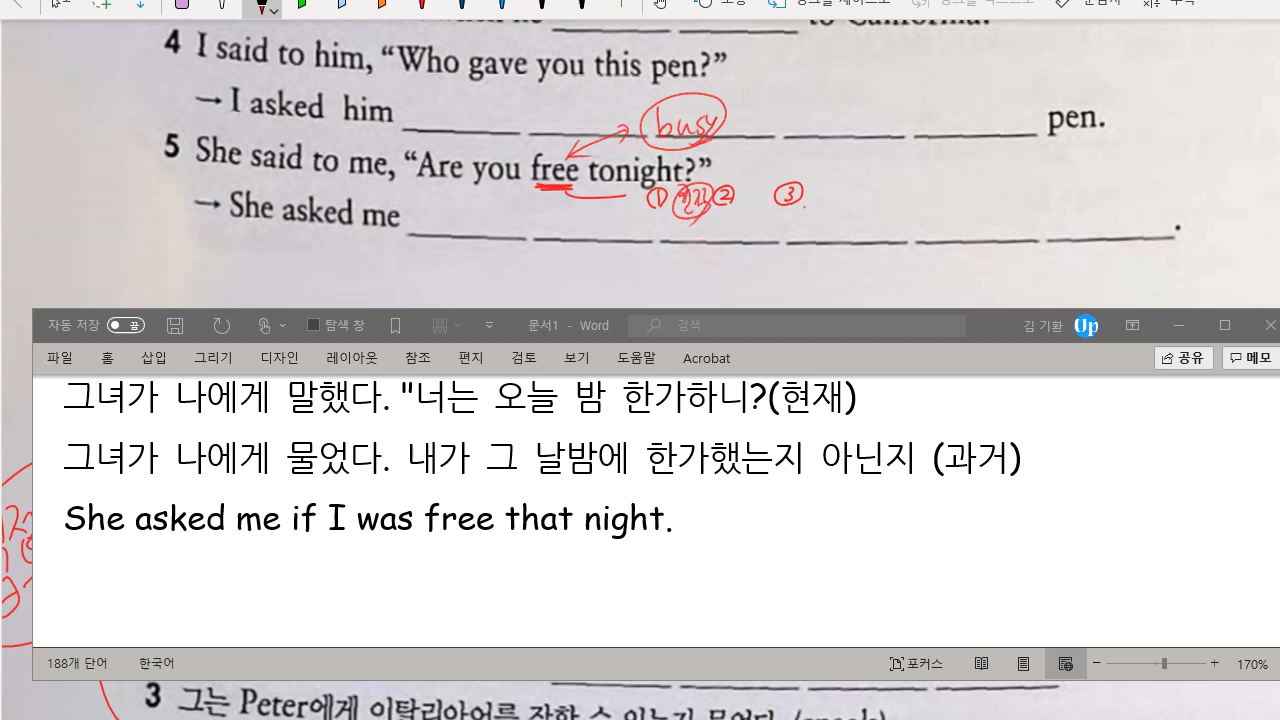 to California.
4 I said to him, “Who gave you this pen?”
→ I asked him pen.
busy
5 She said to me, “Are you free tonight?”
① ② ③
→ She asked me .
자동 저장 끔 탐색 창 문서1 - Word 검색 김 기환 Up
파일 홈 삽입 그리기 디자인 레이아웃 참조 편지 검토 보기 도움말 Acrobat 공유 메모
그녀가 나에게 말했다. "너는 오늘 밤 한가하니?(현재)
그녀가 나에게 물었다. 내가 그 날밤에 한가했는지 아닌지 (과거)
She asked me if I was free that night.
188개 단어 한국어 포커스 170%
3 그는 Peter에게 이탈리아어를 잘할 수 있는지 물었다. (speak)